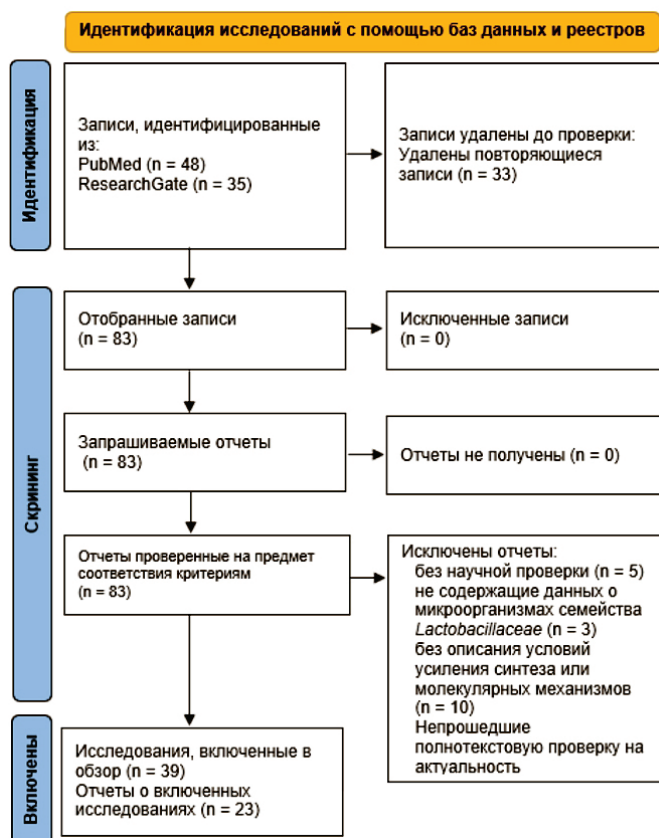 Идентификация исследований с помощью баз данных и реестров
Идентификация
Записи, идентифицированные
из:
PubMed (n = 48)
ResearchGate (n = 35)
Записи удалены до проверки:
Удалены повторяющиеся
записи (n = 33)
Скрининг
Отобранные записи
(n = 83)
Исключенные записи
(n = 0)
Запрашиваемые отчеты
(n = 83)
Отчеты не получены (n = 0)
Отчеты проверенные на предмет
соответствия критериям
(n = 83)
Исключены отчеты:
без научной проверки (n = 5)
не содержащие данных о
микроорганизмах семейства
Lactobacillaceae (n = 3)
без описания условий
усиления синтеза или
молекулярных механизмов
(n = 10)
Непрошедшие
полнотекстовую проверку на
актуальность
Включены
Исследования, включенные в
обзор (n = 39)
Отчеты о включенных
исследованиях (n = 23)